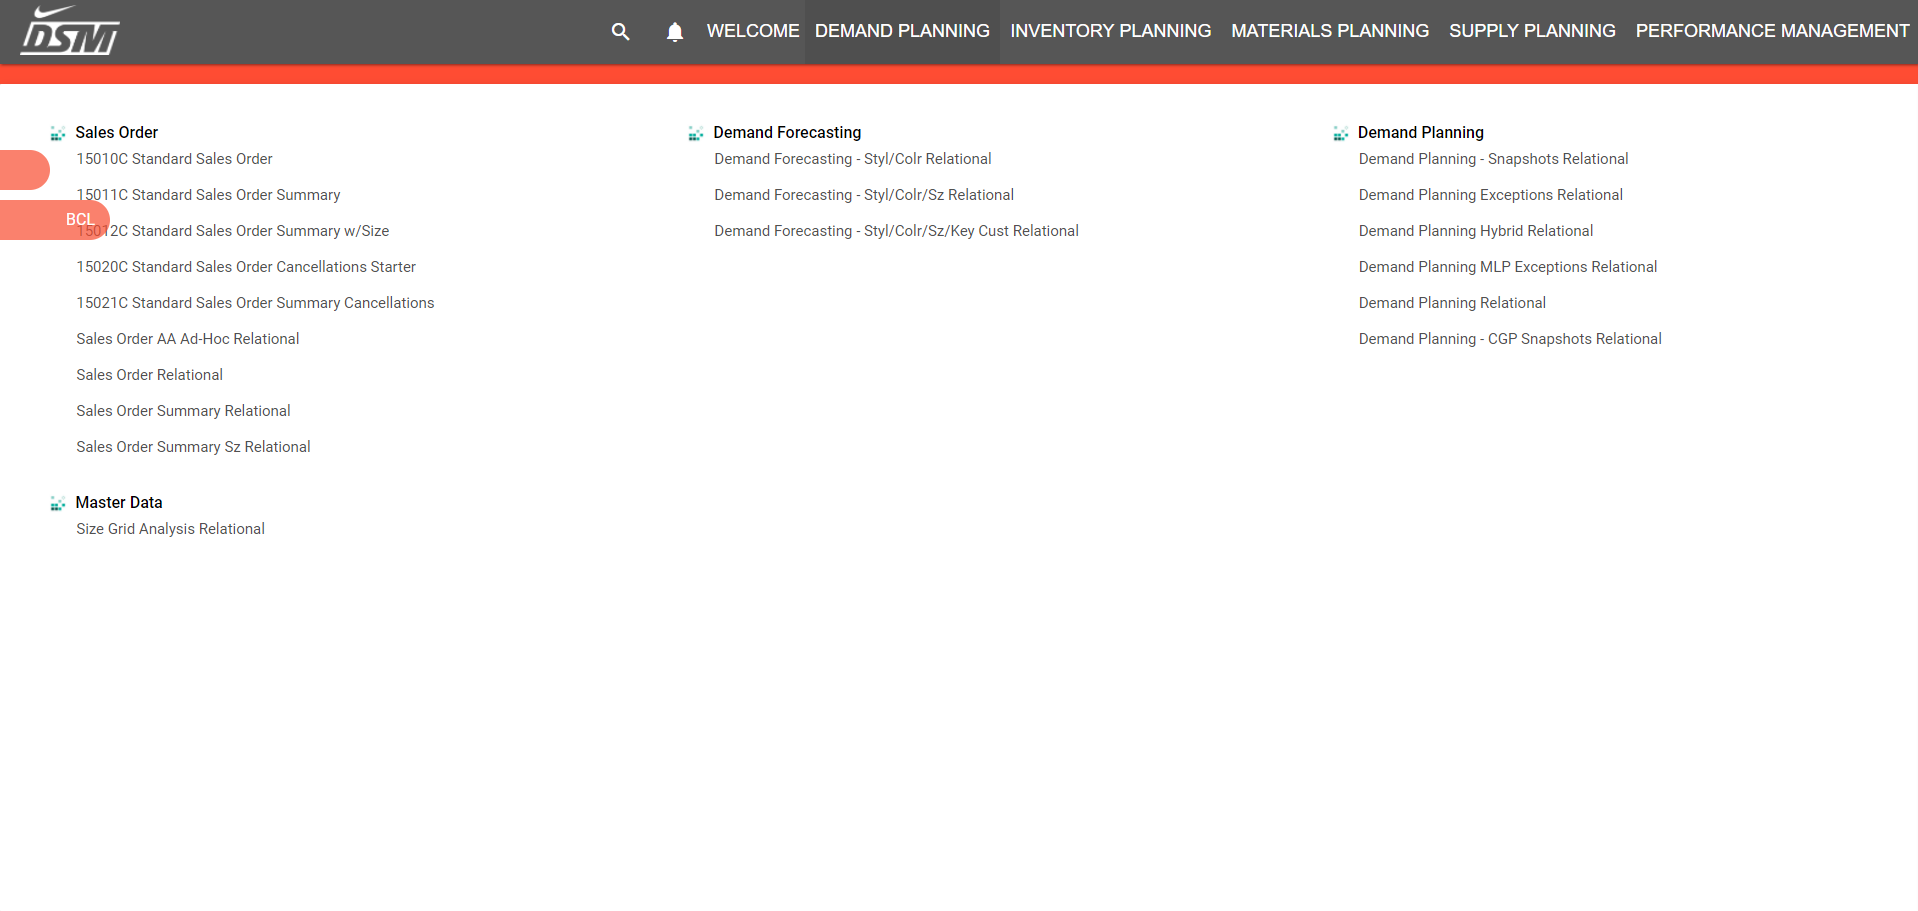 DSM
WELCOME
DEMAND PLANNING
INVENTORY PLANNING
MATERIALS PLANNING
SUPPLY PLANNING
PERFORMANCE MANAGEMENT
Sales Order
15010C Standard Sales Order
15011C Standard Sales Order Summary
BCL
15012C Standard Sales Order Summary w/Size
15020C Standard Sales Order Cancellations Starter
15021C Standard Sales Order Summary Cancellations
Sales Order AA Ad-Hoc Relational
Sales Order Relational
Sales Order Summary Relational
Sales Order Summary Sz Relational
Master Data
Size Grid Analysis Relational
Demand Forecasting
Demand Forecasting - Styl/Colr Relational
Demand Forecasting - Styl/Colr/Sz Relational
Demand Forecasting - Styl/Colr/Sz/Key Cust Relational
Demand Planning
Demand Planning - Snapshots Relational
Demand Planning Exceptions Relational
Demand Planning Hybrid Relational
Demand Planning MLP Exceptions Relational
Demand Planning Relational
Demand Planning - CGP Snapshots Relational